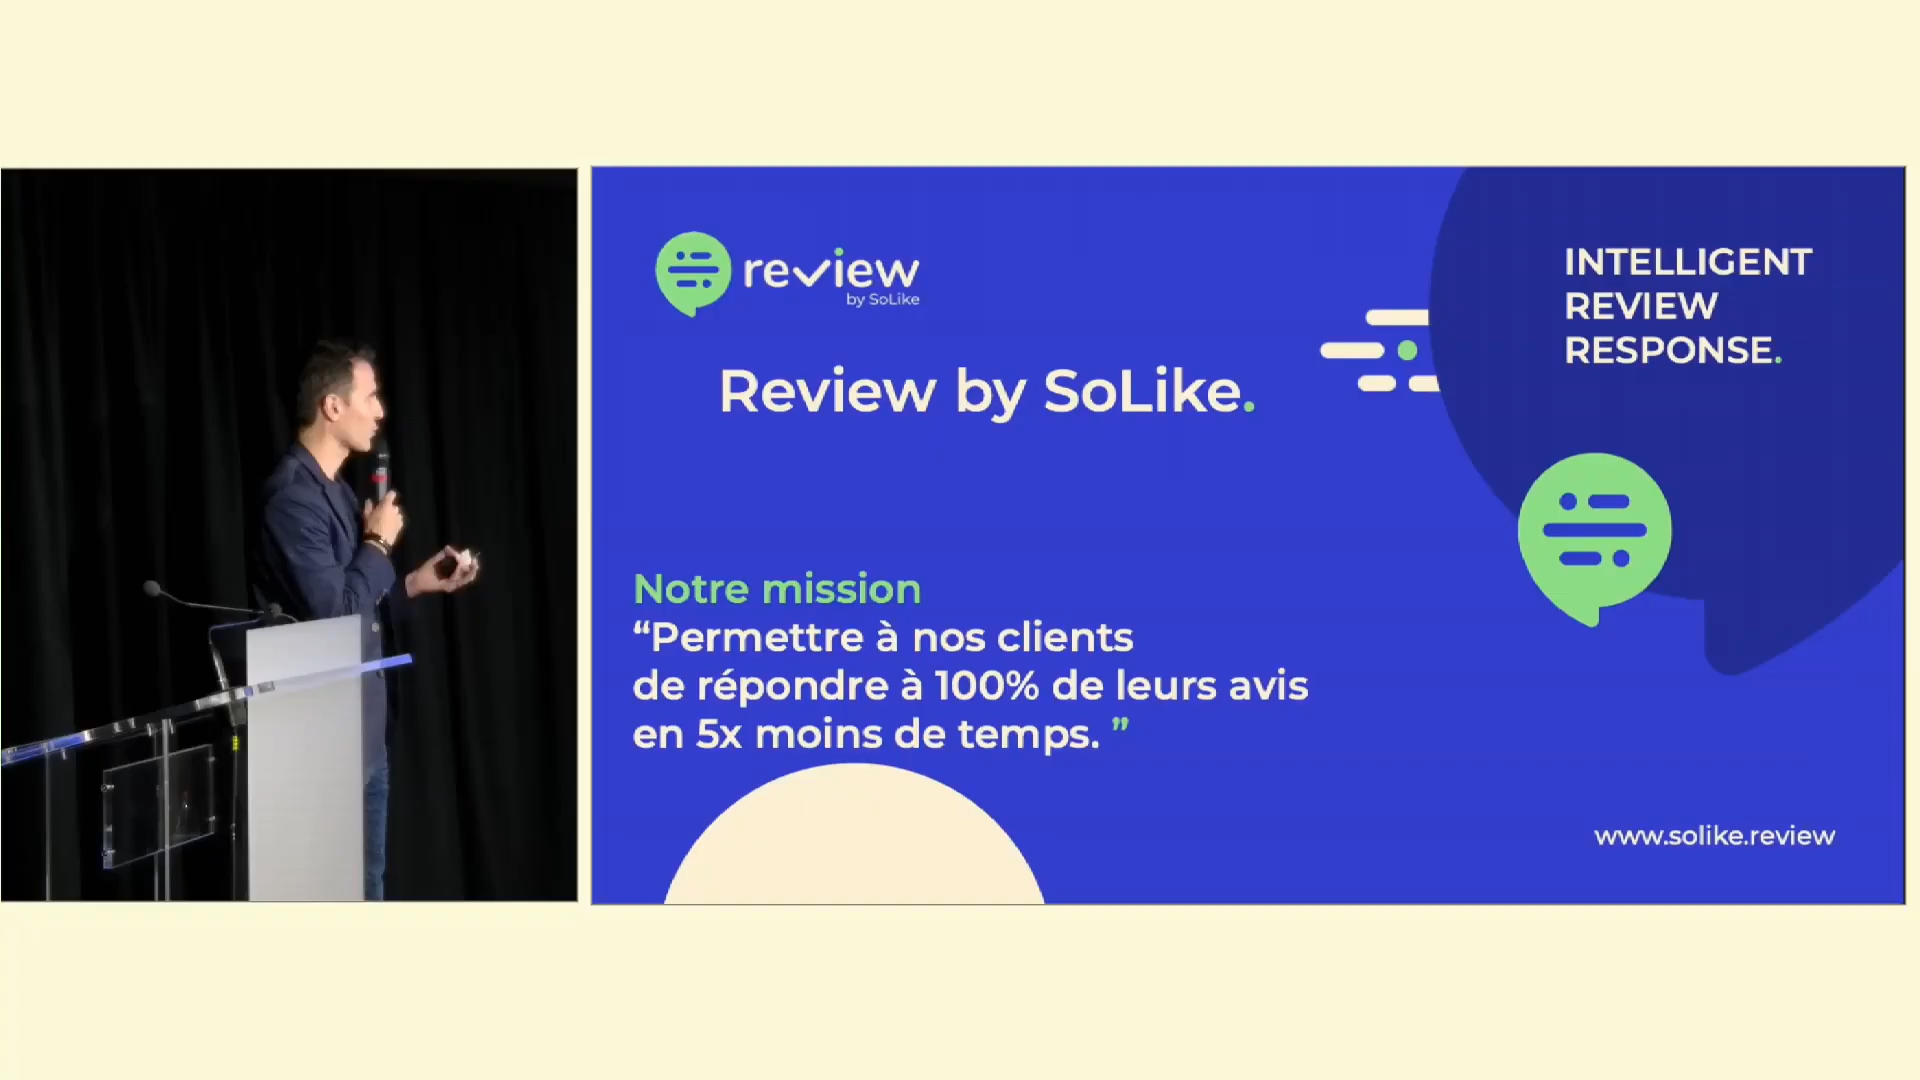 review
by SoLike
Review by SoLike.
INTELLIGENT
REVIEW
RESPONSE.
Notre mission
“Permettre à nos clients
de répondre à 100% de leurs avis
en 5x moins de temps. ”
www.solike.review